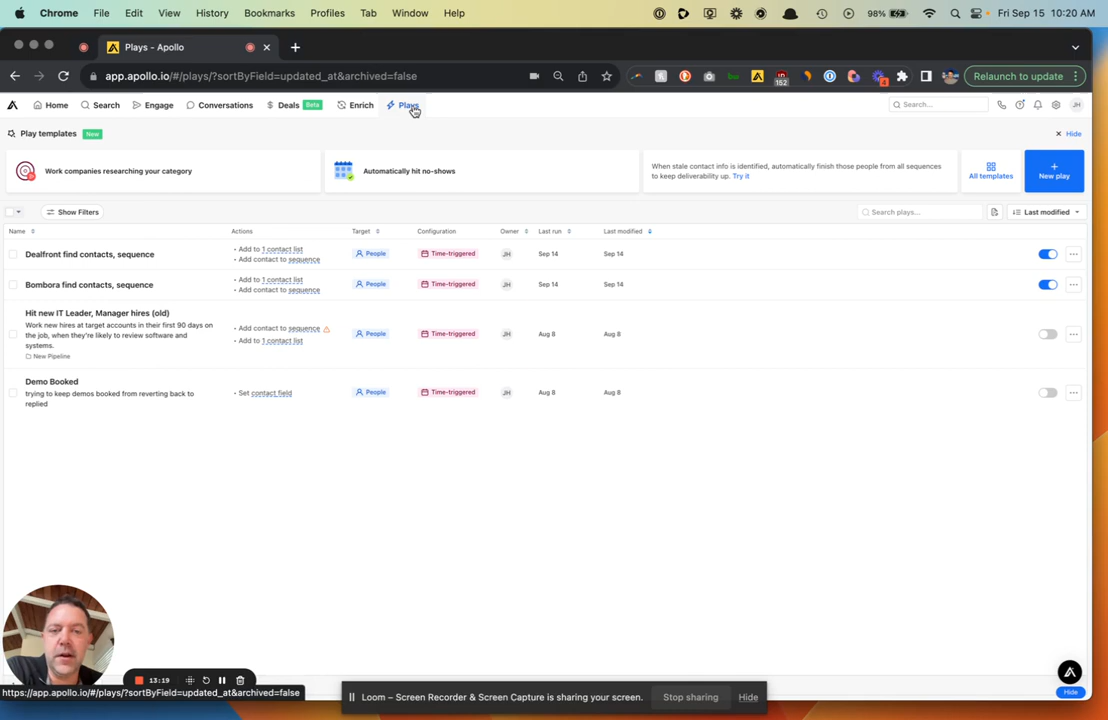 Chrome File Edit View History Bookmarks Profiles Tab Window Help 98% Fri Sep 15 10:20 AM
Plays - Apollo
app.apollo.io/#/plays/?sortByField=updated_at&archived=false 152 4 Relaunch to update
Home Search Engage Conversations Deals Beta Enrich Plays Search... JH
Play templates New Hide
Work companies researching your category
Automatically hit no-shows
When stale contact info is identified, automatically finish those people from all sequences
to keep deliverability up. Try it
All templates
New play
Show Filters Search plays... Last modified
Name Actions Target Configuration Owner Last run Last modified
Dealfront find contacts, sequence
• Add to 1 contact list
• Add contact to sequence
People Time-triggered JH Sep 14 Sep 14
Bombora find contacts, sequence
• Add to 1 contact list
• Add contact to sequence
People Time-triggered JH Sep 14 Sep 14
Hit new IT Leader, Manager hires (old)
Work new hires at target accounts in their first 90 days
on the job, when they're likely to review software and
systems.
New Pipeline
• Add contact to sequence
• Add to 1 contact list
People Time-triggered JH Aug 8 Aug 8
Demo Booked
trying to keep demos booked from reverting back to
replied
• Set contact field
People Time-triggered JH Aug 8 Aug 8
13:19
https://app.apollo.io/#/plays/?sortByField=updated_at&archived=false
Loom – Screen Recorder & Screen Capture is sharing your screen. Stop sharing Hide
Hide